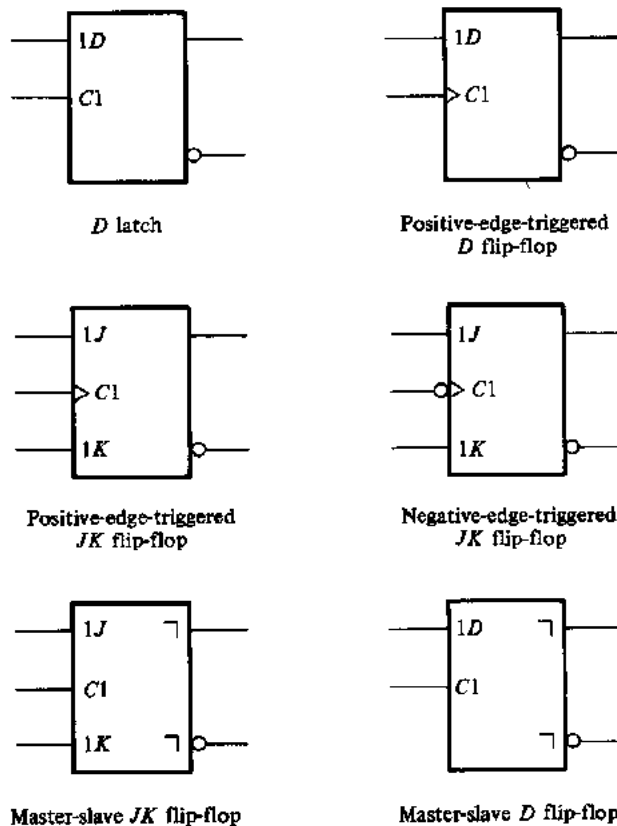 1D
C1
D latch
1D
C1
Positive-edge-triggered
D flip-flop
1J
C1
1K
Positive-edge-triggered
JK flip-flop
1J
C1
1K
Negative-edge-triggered
JK flip-flop
1J
C1
1K
Master-slave JK flip-flop
1D
C1
Master-slave D flip-flop